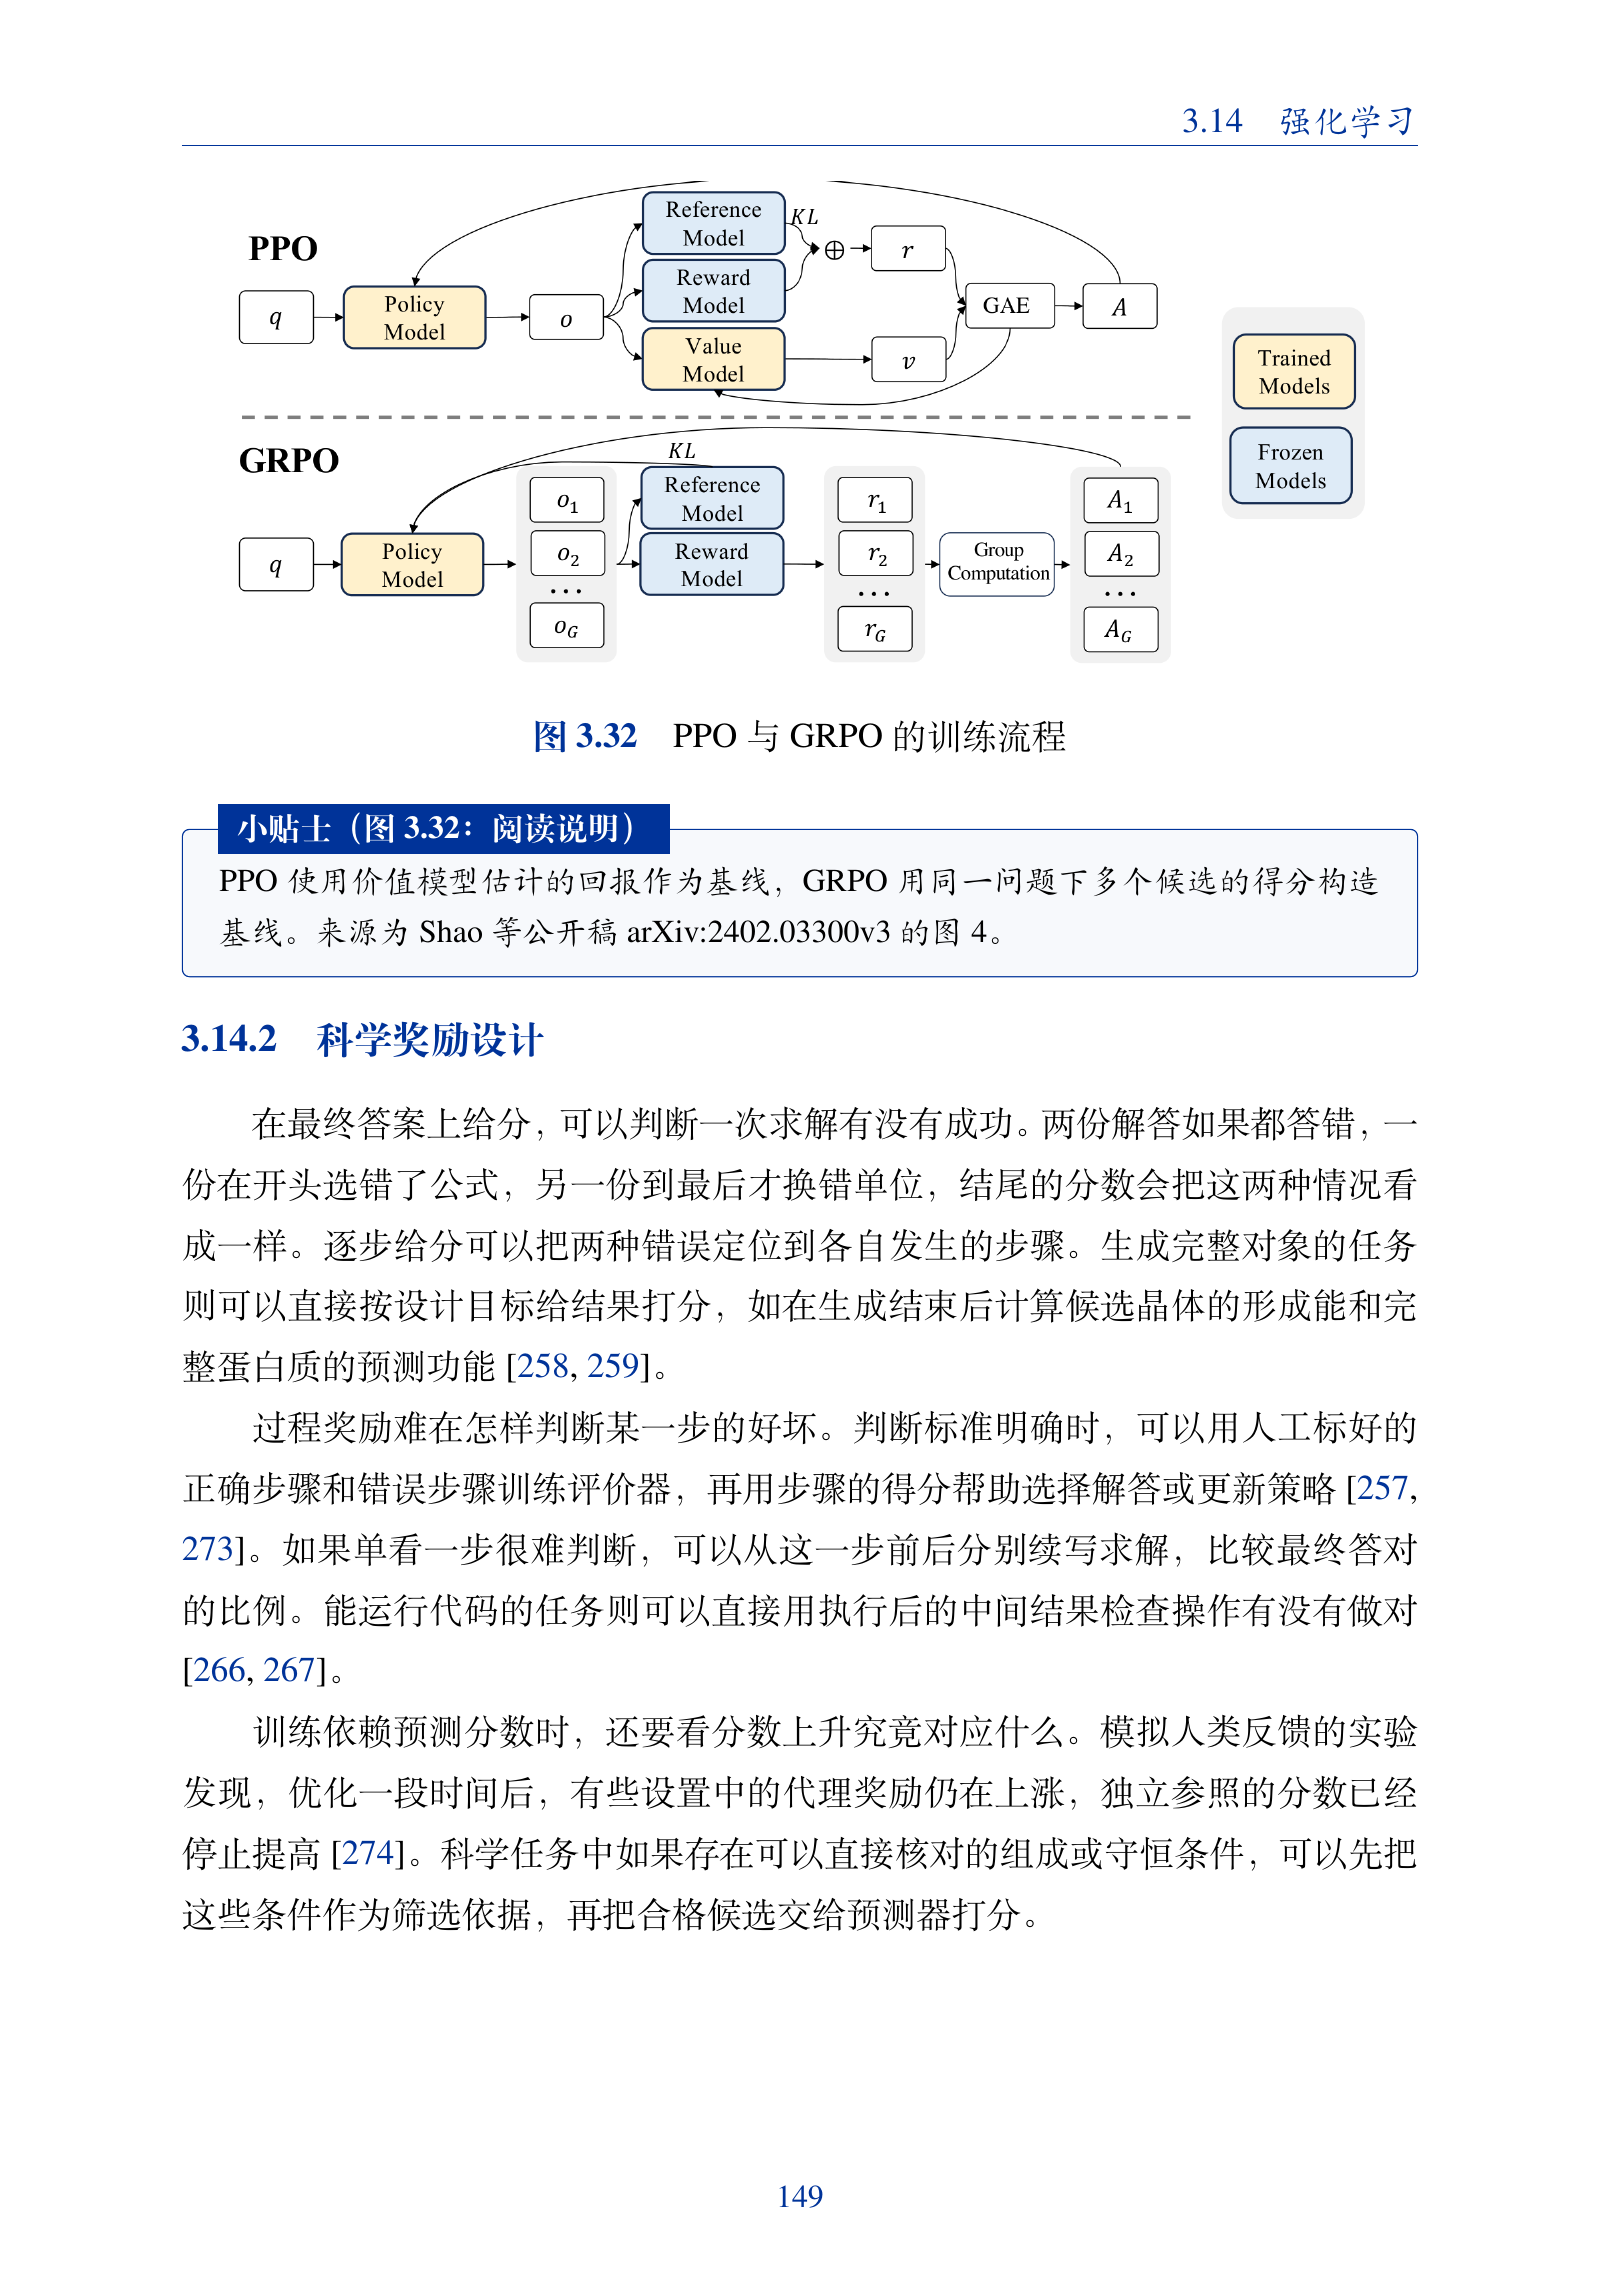 3.14 强化学习
PPO
q
Policy
Model
o
Reference
Model
Reward
Model
Value
Model
KL
⊕
r
v
GAE
A
Trained
Models
Frozen
Models
GRPO
q
Policy
Model
o1
o2
...
oG
KL
Reference
Model
Reward
Model
r1
r2
...
rG
Group
Computation
A1
A2
...
AG
图 3.32 PPO 与 GRPO 的训练流程
小贴士（图 3.32：阅读说明）
PPO 使用价值模型估计的回报作为基线，GRPO 用同一问题下多个候选的得分构造
基线。来源为 Shao 等公开稿 arXiv:2402.03300v3 的图 4。
3.14.2 科学奖励设计
在最终答案上给分，可以判断一次求解有没有成功。两份解答如果都答错，一
份在开头选错了公式，另一份到最后才换错单位，结尾的分数会把这两种情况看
成一样。逐步给分可以把两种错误定位到各自发生的步骤。生成完整对象的任务
则可以直接按设计目标给结果打分，如在生成结束后计算候选晶体的形成能和完
整蛋白质的预测功能 [258, 259]。
过程奖励难在怎样判断某一步的好坏。判断标准明确时，可以用人工标好的
正确步骤和错误步骤训练评价器，再用步骤的得分帮助选择解答或更新策略 [257,
273]。如果单看一步很难判断，可以从这一步前后分别续写求解，比较最终答对
的比例。能运行代码的任务则可以直接用执行后的中间结果检查操作有没有做对
[266, 267]。
训练依赖预测分数时，还要看分数上升究竟对应什么。模拟人类反馈的实验
发现，优化一段时间后，有些设置中的代理奖励仍在上涨，独立参照的分数已经
停止提高 [274]。科学任务中如果存在可以直接核对的组成或守恒条件，可以先把
这些条件作为筛选依据，再把合格候选交给预测器打分。
149